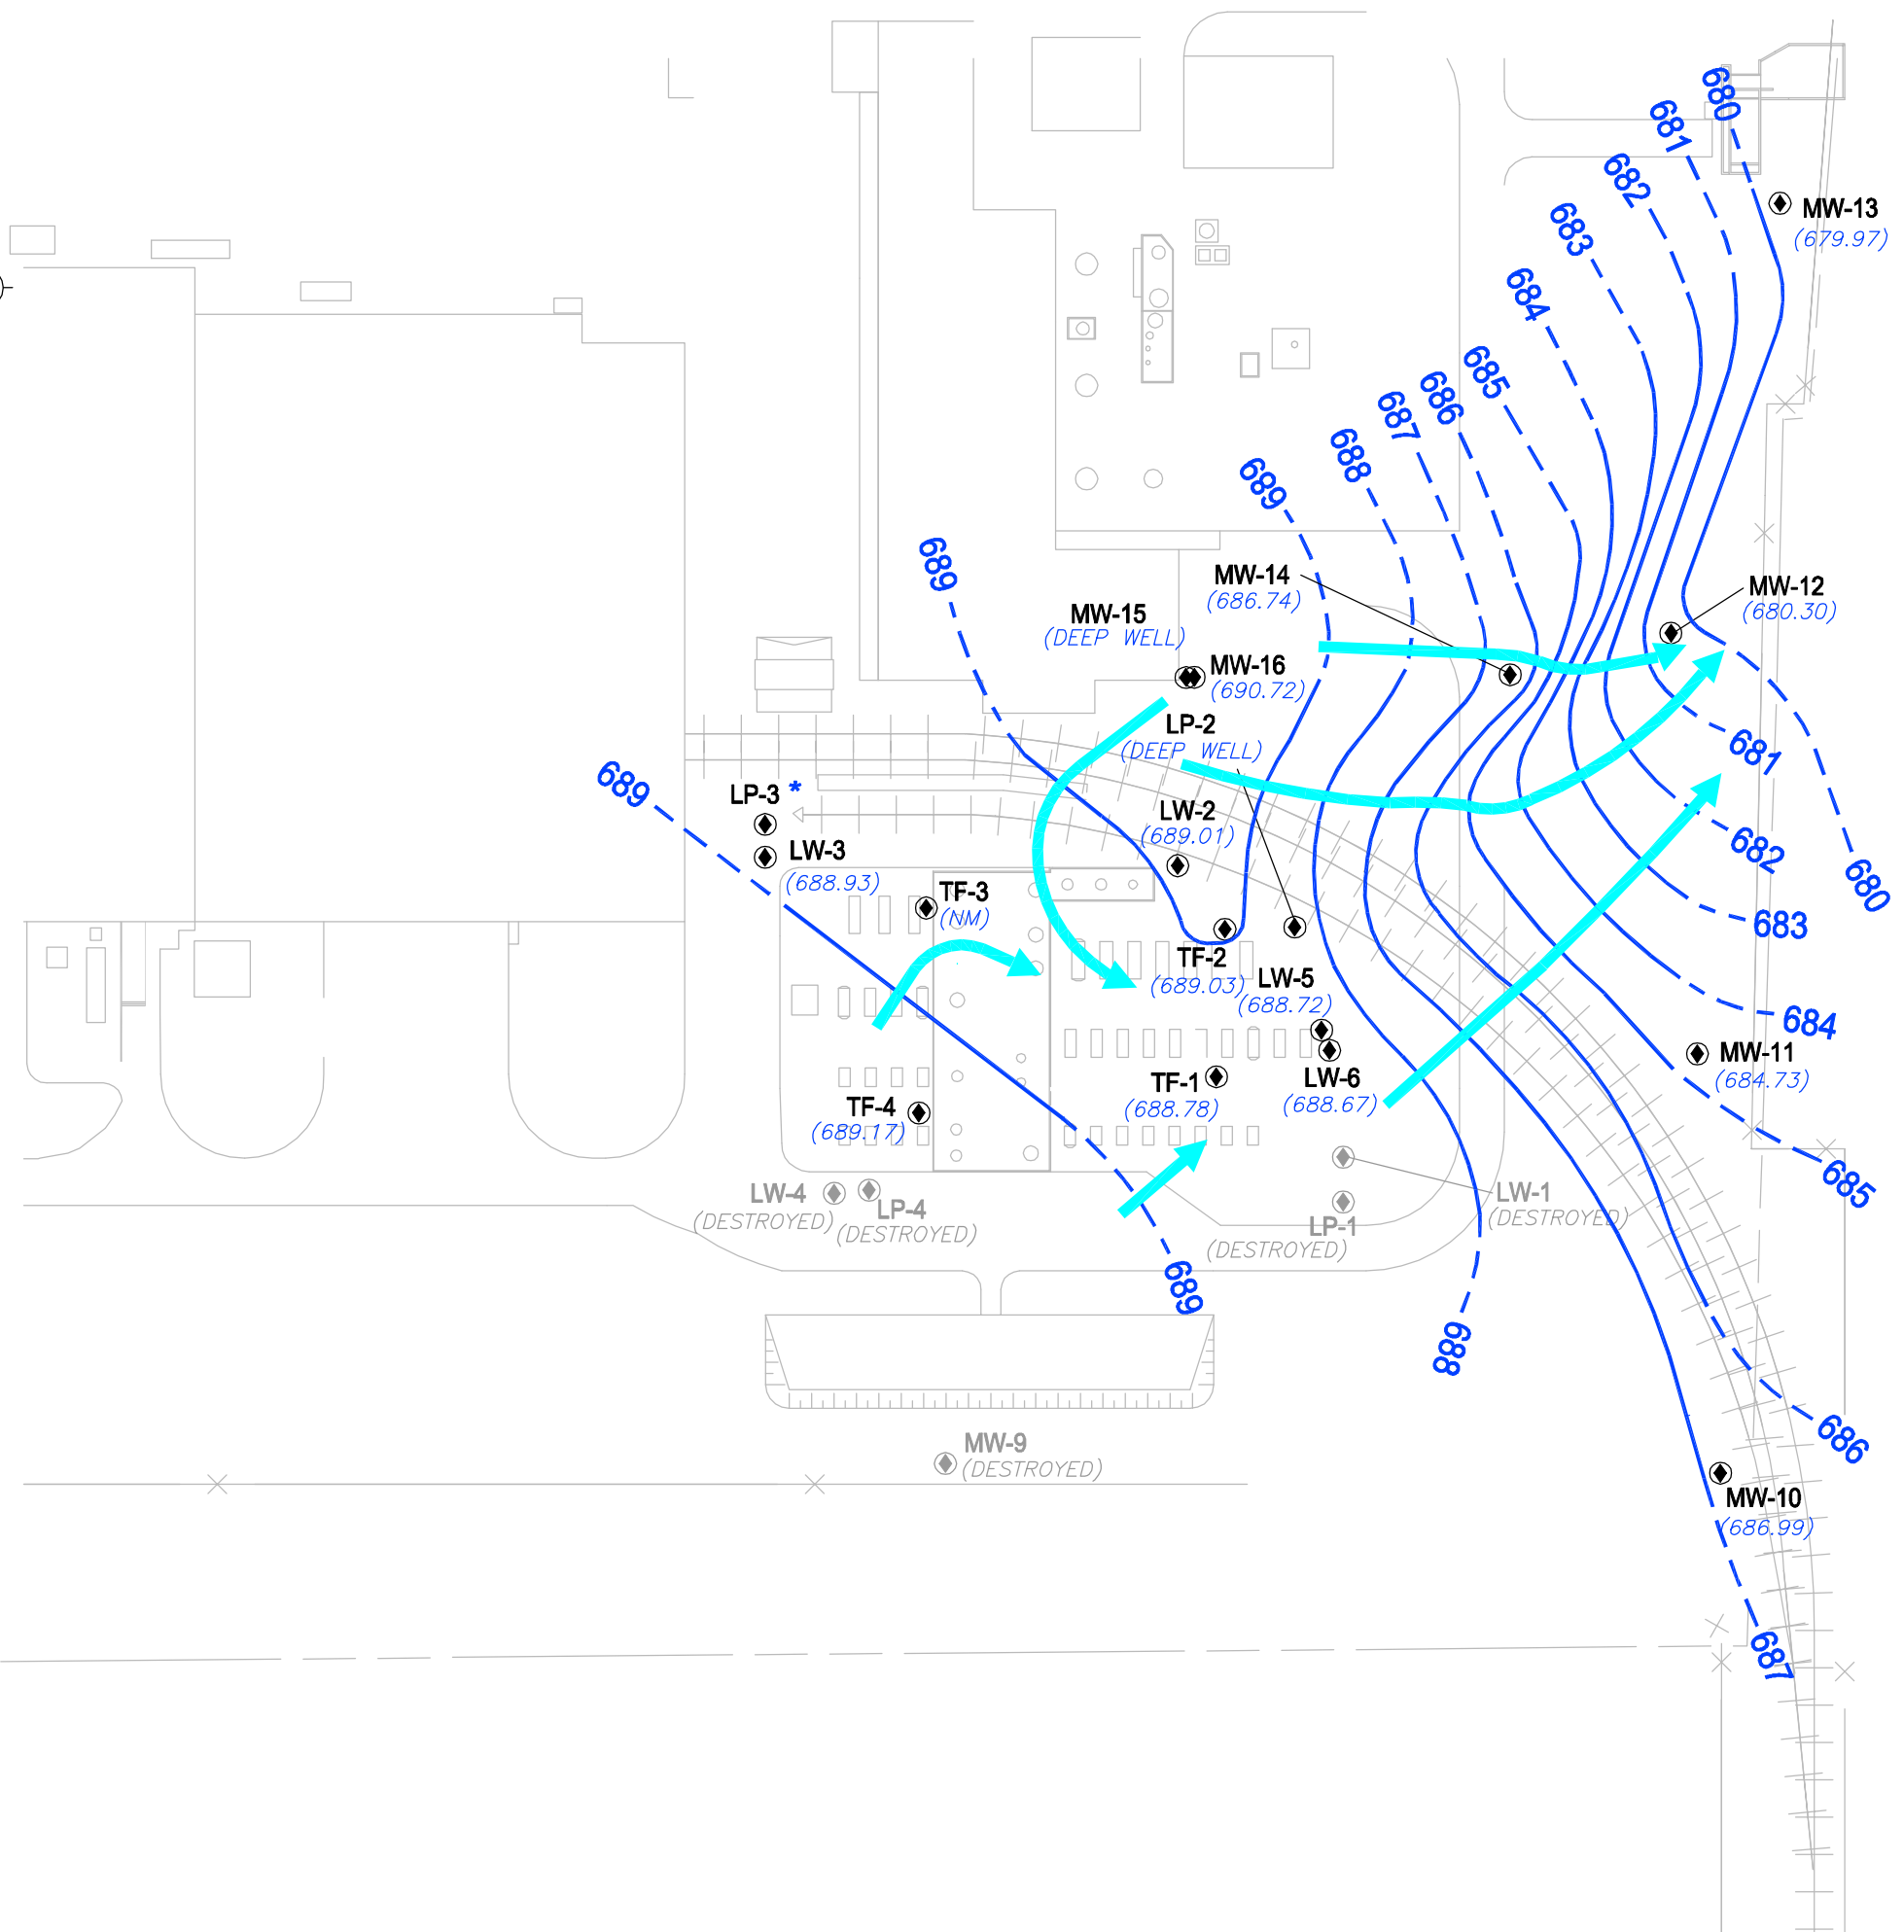 680
681
682
683
684
685
686
687
688
689
689
689
MW-13
(679.97)
MW-14
(686.74)
MW-12
(680.30)
MW-15
(DEEP WELL)
MW-16
(690.72)
LP-2
(DEEP WELL)
681
LP-3 *
LW-2
(689.01)
682
LW-3
(688.93)
680
TF-3
(NM)
683
TF-2
(689.03)
LW-5
(688.72)
684
MW-11
(684.73)
TF-1
(688.78)
LW-6
(688.67)
TF-4
(689.17)
685
LW-4
(DESTROYED)
LP-4
(DESTROYED)
LW-1
(DESTROYED)
LP-1
(DESTROYED)
689
688
686
MW-9
(DESTROYED)
MW-10
(686.99)
687